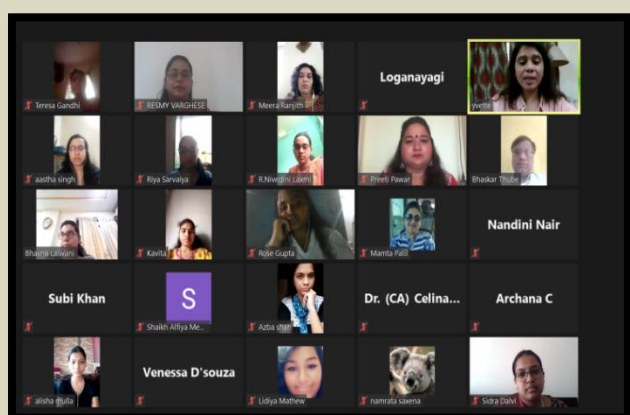 Teresa Gandhi
RESMY VARGHESE
Meera Ranjith
Loganayagi
yvette
aastha singh
Riya Sarvaiya
R.Nivedini Laxmi
Preeti Pawar
Bhaskar Thube
Bhavna Lalwani
Kavita
Rose Gupta
Mamta Patil
Nandini Nair
Subi Khan
S
Shaikh Alfiya Me...
Azba shah
Dr. (CA) Celina...
Archana C
alisha mulla
Venessa D'souza
Lidiya Mathew
namrata saxena
Sidra Dalvi